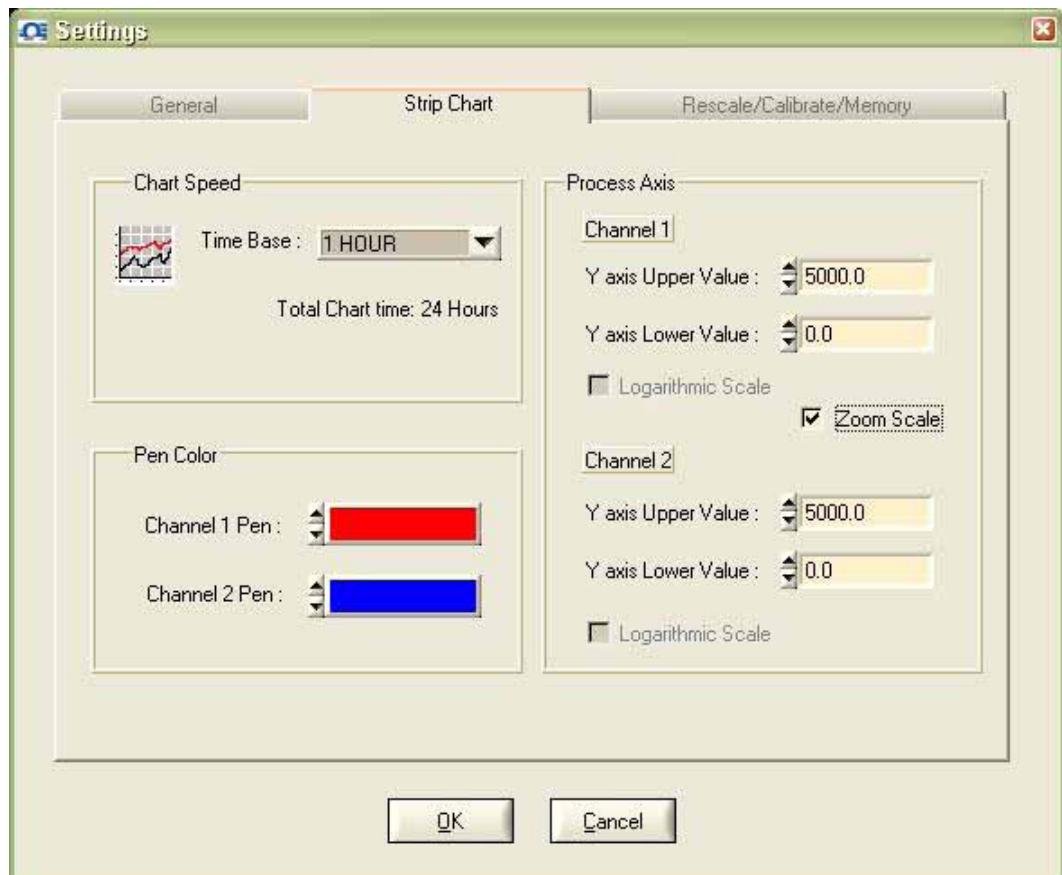 Settings
General
Strip Chart
Rescale/Calibrate/Memory
Chart Speed
Time Base : 1 HOUR
Total Chart time: 24 Hours
Pen Color
Channel 1 Pen :
Channel 2 Pen :
Process Axis
Channel 1
Y axis Upper Value : 5000.0
Y axis Lower Value : 0.0
Logarithmic Scale
Zoom Scale
Channel 2
Y axis Upper Value : 5000.0
Y axis Lower Value : 0.0
Logarithmic Scale
OK
Cancel